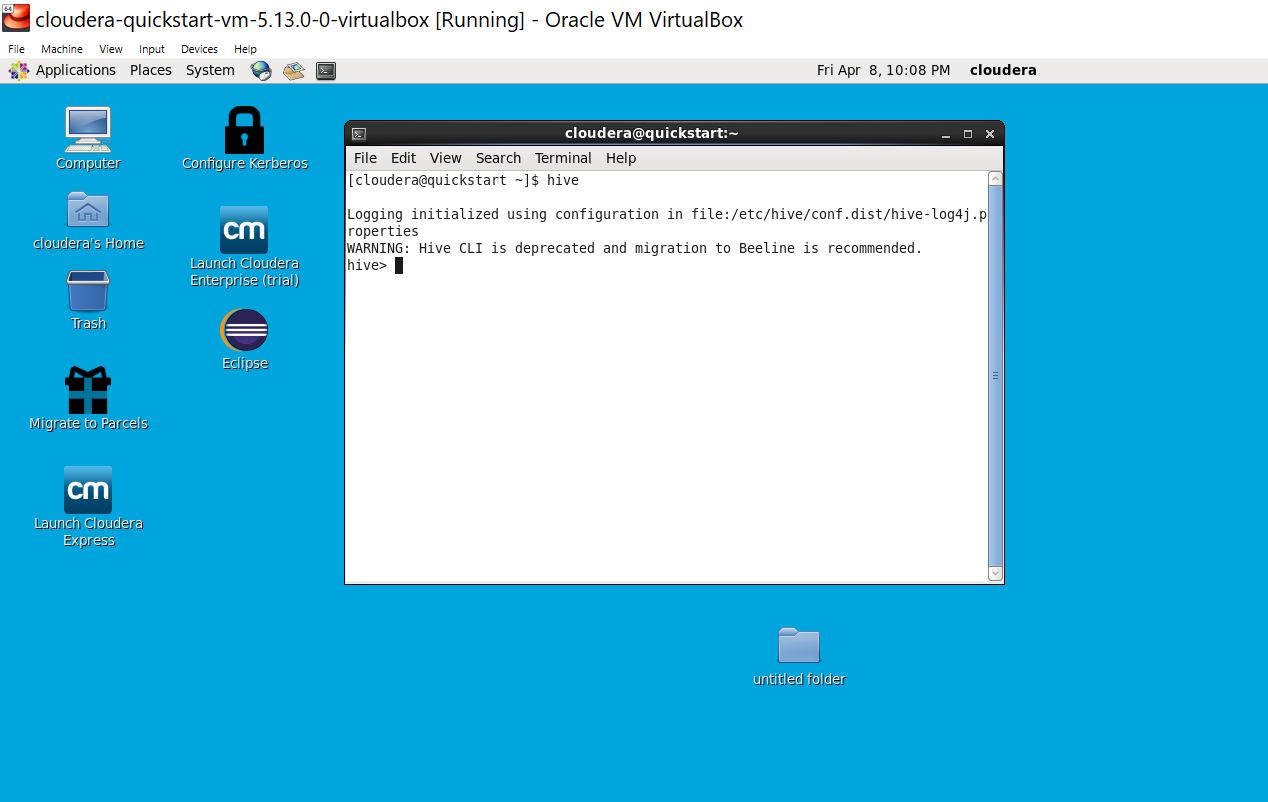 64
cloudera-quickstart-vm-5.13.0-0-virtualbox [Running] - Oracle VM VirtualBox
File Machine View Input Devices Help
Applications Places System Fri Apr 8, 10:08 PM cloudera
Computer
Configure Kerberos
cloudera's Home
cm
Launch Cloudera
Enterprise (trial)
Trash
Eclipse
Migrate to Parcels
cm
Launch Cloudera
Express
cloudera@quickstart:~
File Edit View Search Terminal Help
[cloudera@quickstart ~]$ hive
Logging initialized using configuration in file:/etc/hive/conf.dist/hive-log4j.p
roperties
WARNING: Hive CLI is deprecated and migration to Beeline is recommended.
hive>
untitled folder